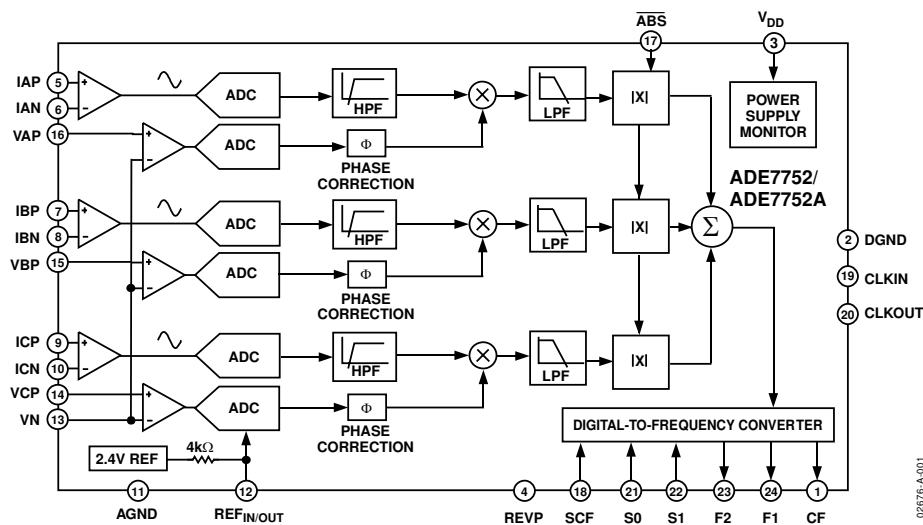 ABS
VDD
17
3
IAP 5
IAN 6
VAP 16
ADC
HPF
LPF
|X|
POWER
SUPPLY
MONITOR
ADC
Φ
PHASE
CORRECTION
ADE7752/
ADE7752A
IBP 7
IBN 8
VBP 15
ADC
HPF
LPF
|X|
Σ
2 DGND
ADC
Φ
PHASE
CORRECTION
19 CLKIN
20 CLKOUT
ICP 9
ICN 10
VCP 14
VN 13
ADC
HPF
LPF
|X|
ADC
Φ
PHASE
CORRECTION
DIGITAL-TO-FREQUENCY CONVERTER
2.4V REF
4kΩ
11 12 4 18 21 22 23 24 1
AGND REFIN/OUT REVP SCF S0 S1 F2 F1 CF
02676-A-001